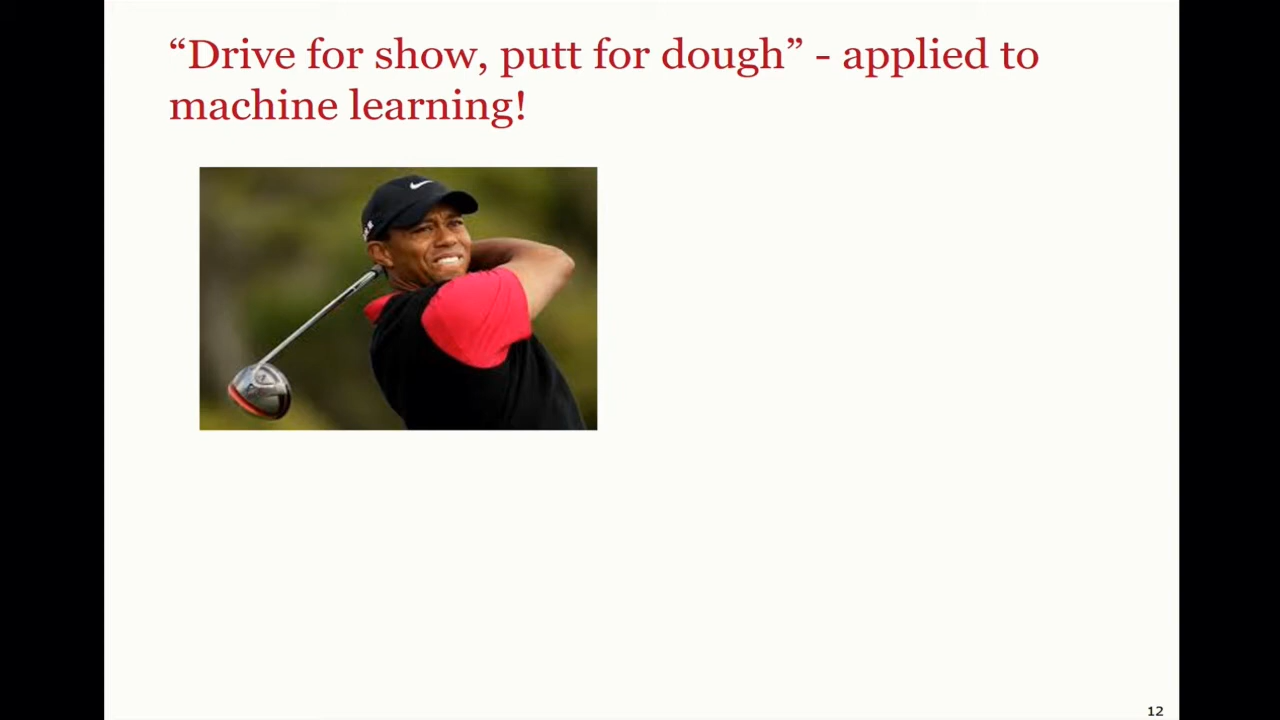 “Drive for show, putt for dough” - applied to
machine learning!
12